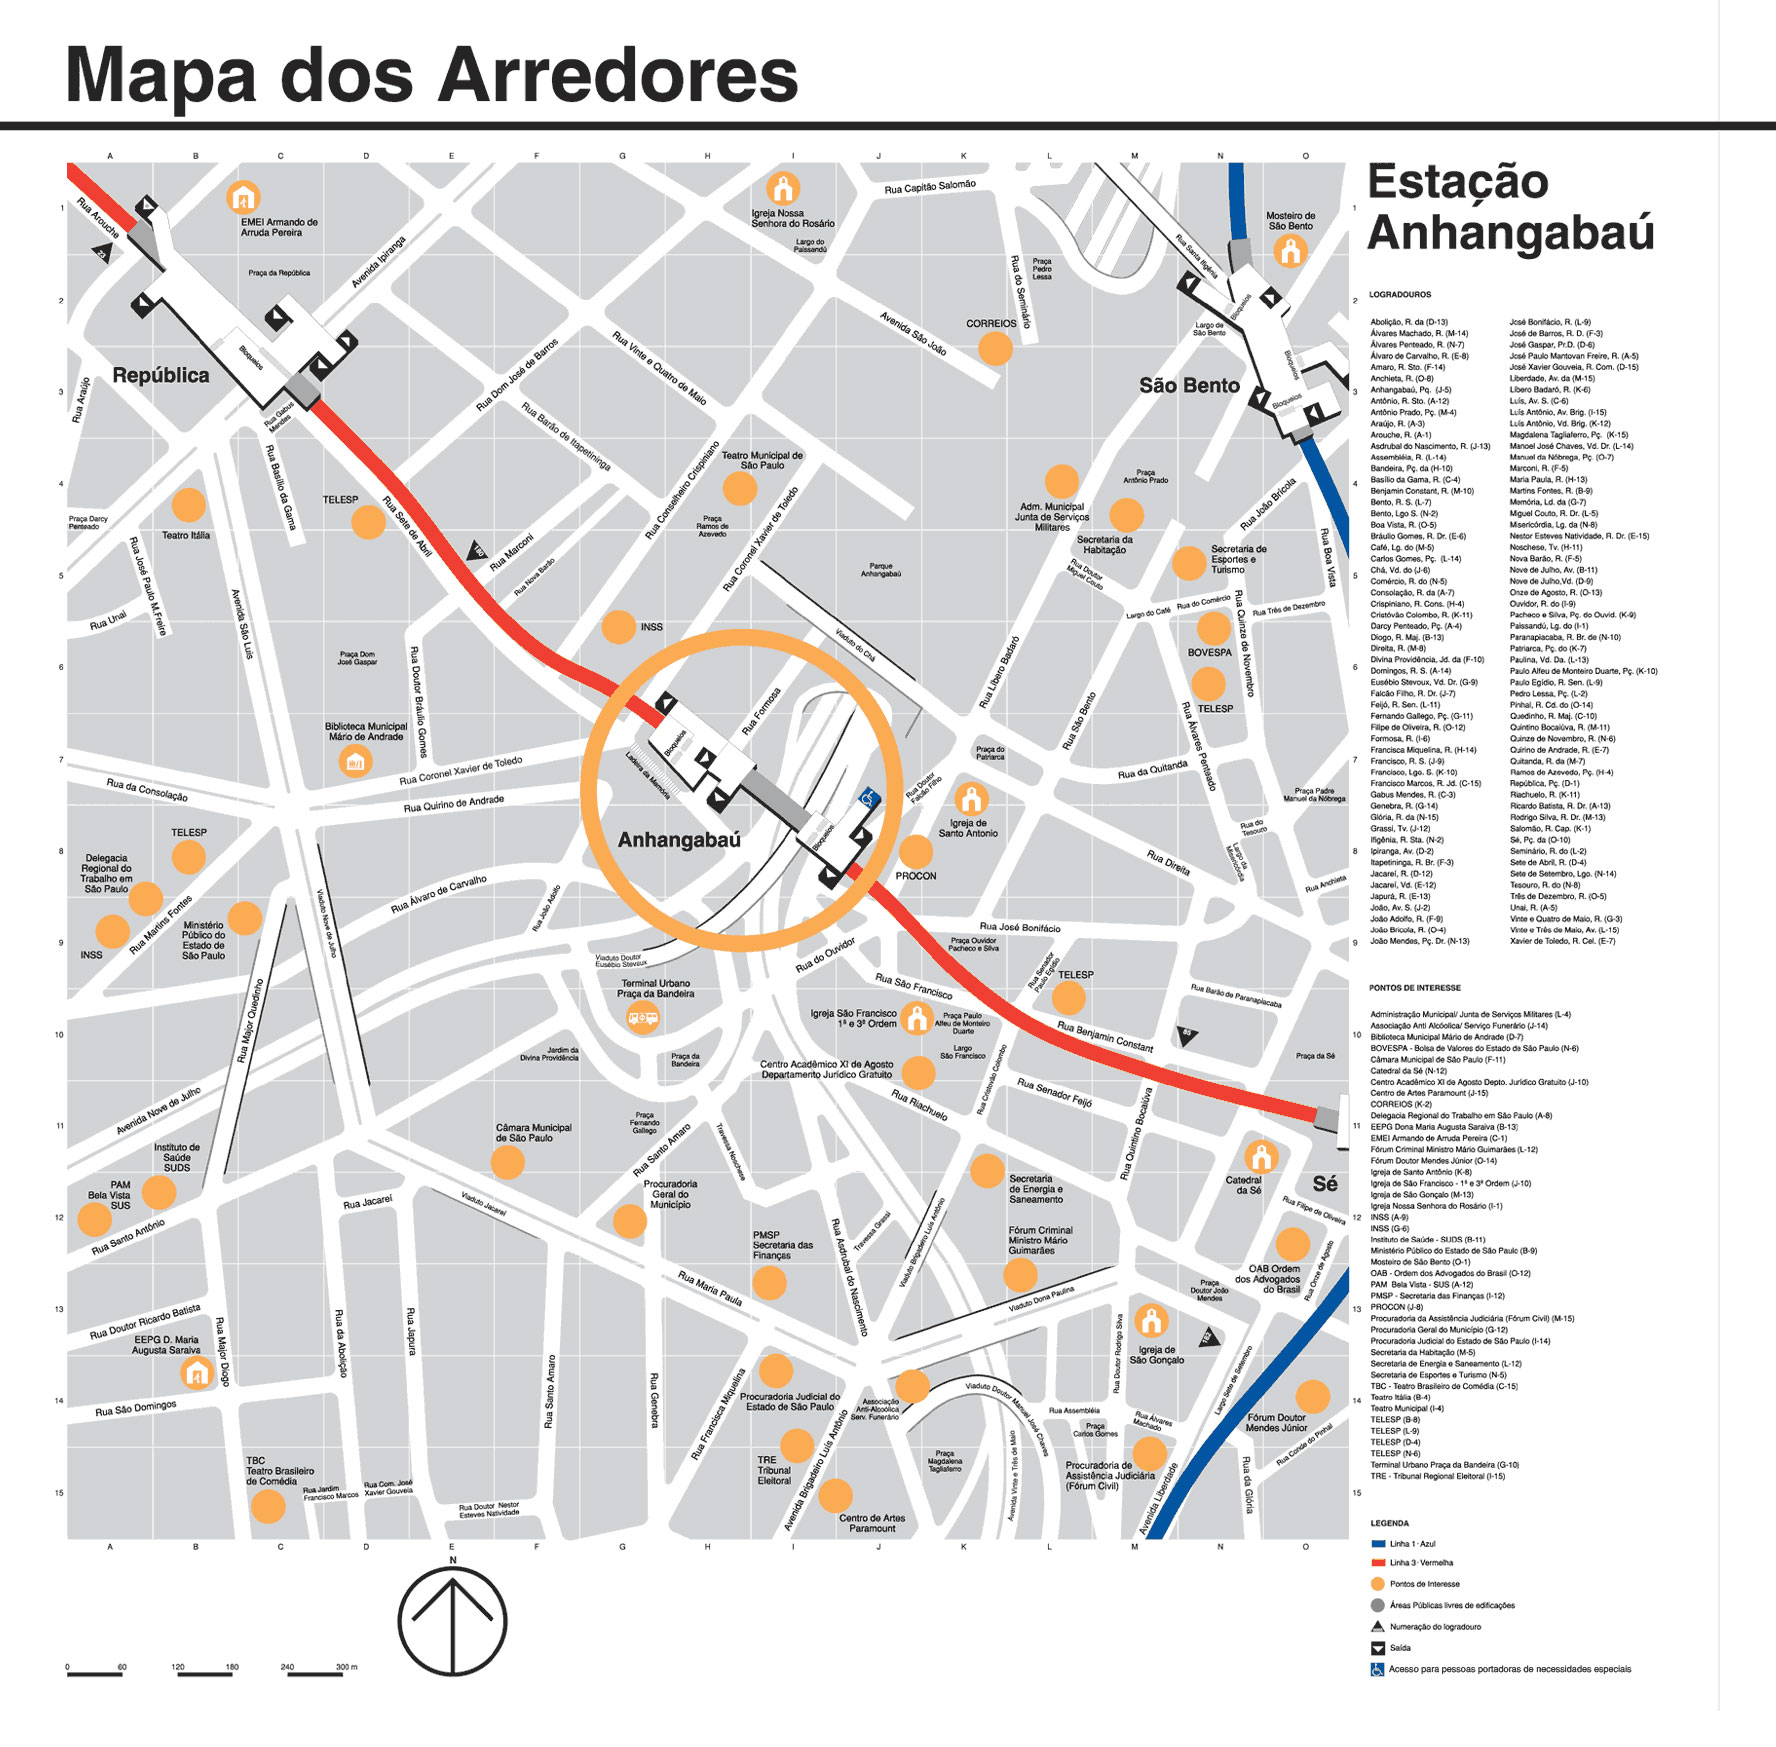 Mapa dos Arredores
Estação
Anhangabaú
A B C D E F G H I J K L M N O
1
2
3
4
5
6
7
8
9
10
11
12
13
14
15
Rua Arouche
23
EMEI Armando de
Arruda Pereira
Praça da República
Avenida Ipiranga
Igreja Nossa
Senhora do Rosário
Largo do
Paissandú
Rua Capitão Salomão
Rua do Seminário
Praça
Pedro
Lessa
Rua Santa Ifigênia
Mosteiro de
São Bento
Bloqueios
Largo de
São Bento
Bloqueios
Bloqueios
São Bento
República
Bloqueios
Rua Araújo
Rua Gabus
Mendes
Rua Dom José de Barros
Rua Vinte e Quatro de Maio
Avenida São João
CORREIOS
Rua Barão de Itapetininga
Rua Basílio da Gama
TELESP
Teatro Itália
Praça Darcy
Penteado
Rua José Paulo M.Freire
Rua Unaí
Avenida São Luís
Rua Sete de Abril
180
Rua Marconi
Rua Nova Barão
Rua Conselheiro Crispiniano
Teatro Municipal de
São Paulo
Praça
Ramos de
Azevedo
Rua Coronel Xavier de Toledo
Parque
Anhangabaú
Adm. Municipal
Junta de Serviços
Militares
Praça
Antônio Prado
Secretaria da
Habitação
Rua João Brícola
Secretaria de
Esportes e
Turismo
Rua Boa Vista
Rua Doutor
Miguel Couto
Largo do Café
Rua do Comércio
Rua Três de Dezembro
Rua Quinze de Novembro
BOVESPA
TELESP
INSS
Praça Dom
José Gaspar
Rua Doutor Bráulio Gomes
Biblioteca Municipal
Mário de Andrade
Viaduto do Chá
Rua Líbero Badaró
Rua São Bento
Rua Álvares Penteado
Rua Formosa
Bloqueios
Ladeira da Memória
Anhangabaú
Bloqueios
Rua da Consolação
Rua Coronel Xavier de Toledo
Rua Quirino de Andrade
Praça do
Patriarca
Rua da Quitanda
Rua Doutor
Falcão Filho
Igreja de
Santo Antonio
PROCON
Praça Padre
Manuel da Nóbrega
Rua do
Tesouro
Largo da
Misericórdia
Rua Direita
Rua Anchieta
TELESP
Delegacia
Regional do
Trabalho em
São Paulo
INSS
Rua Martins Fontes
Ministério
Público do
Estado de
São Paulo
Viaduto Nove de Julho
Rua Álvaro de Carvalho
Rua João Adolfo
Viaduto Doutor
Eusébio Stevaux
Rua do Ouvidor
Rua José Bonifácio
Praça Ouvidor
Pacheco e Silva
Rua Senador
Paulo Egídio
TELESP
Rua Barão de Paranapiacaba
Rua Major Quedinho
Terminal Urbano
Praça da Bandeira
Rua São Francisco
Igreja São Francisco
1ª e 3ª Ordem
Praça Paulo
Alfeu de Monteiro
Duarte
Largo
São Francisco
Rua Benjamin Constant
88
Praça da Sé
Jardim da
Divina Providência
Praça da
Bandeira
Centro Acadêmico XI de Agosto
Departamento Jurídico Gratuito
Rua Cristóvão Colombo
Rua Senador Feijó
Rua Riachuelo
Avenida Nove de Julho
Praça
Fernando
Gallego
Câmara Municipal
de São Paulo
Rua Santo Amaro
Travessa Noschese
Rua Quintino Bocaiúva
Catedral
da Sé
Sé
Instituto de
Saúde
SUDS
PAM
Bela Vista
SUS
Rua Santo Antônio
Rua Jacareí
Viaduto Jacareí
Procuradoria
Geral do
Município
Secretaria
de Energia e
Saneamento
Rua Filipe de Oliveira
PMSP
Secretaria das
Finanças
Rua Asdrubal do Nascimento
Travessa Grassi
Viaduto Brigadeiro Luís Antônio
Fórum Criminal
Ministro Mário
Guimarães
OAB Ordem
dos Advogados
do Brasil
Rua Onze de Agosto
Rua Maria Paula
Viaduto Dona Paulina
Praça
Doutor João
Mendes
182
Rua Doutor Ricardo Batista
EEPG D. Maria
Augusta Saraiva
Rua Major Diogo
Rua da Abolição
Rua Japurá
Igreja de
São Gonçalo
Rua Doutor Rodrigo Silva
Largo Sete de Setembro
Rua São Domingos
Rua Santo Amaro
Rua Genebra
Rua Francisca Miquelina
Procuradoria Judicial do
Estado de São Paulo
Associação
Anti-Alcoólica
Serv. Funerário
Viaduto Doutor Manuel José Chaves
Rua Assembléia
Rua Álvares
Machado
Praça
Carlos Gomes
Fórum Doutor
Mendes Júnior
Rua Conde do Pinhal
TBC
Teatro Brasileiro
de Comédia
Rua Jardim
Francisco Marcos
Rua Com. José
Xavier Gouveia
Rua Doutor Nestor
Esteves Natividade
TRE
Tribunal
Eleitoral
Avenida Brigadeiro Luís Antônio
Centro de Artes
Paramount
Praça
Magdalena
Tagliaferro
Avenida Vinte e Três de Maio
Procuradoria de
Assistência Judiciária
(Fórum Civil)
Avenida Liberdade
Rua da Glória
A B C D E F G H I J K L M N O
N
0 60 120 180 240 300 m
LOGRADOUROS
Abolição, R. da (D-13)
Álvares Machado, R. (M-14)
Álvares Penteado, R. (N-7)
Álvaro de Carvalho, R. (E-8)
Amaro, R. Sto. (F-14)
Anchieta, R. (O-8)
Anhangabaú, Pq. (J-5)
Antônio, R. Sto. (A-12)
Antônio Prado, Pç. (M-4)
Araújo, R. (A-3)
Arouche, R. (A-1)
Asdrubal do Nascimento, R. (J-13)
Assembléia, R. (L-14)
Bandeira, Pç. da (H-10)
Basílio da Gama, R. (C-4)
Benjamin Constant, R. (M-10)
Bento, R. S. (L-7)
Bento, Lgo S. (N-2)
Boa Vista, R. (O-5)
Bráulio Gomes, R. Dr. (E-6)
Café, Lg. do (M-5)
Carlos Gomes, Pç. (L-14)
Chá, Vd. do (J-6)
Comércio, R. do (N-5)
Consolação, R. da (A-7)
Crispiniano, R. Cons. (H-4)
Cristóvão Colombo, R. (K-11)
Darcy Penteado, Pç. (A-4)
Diogo, R. Maj. (B-13)
Direita, R. (M-8)
Divina Providência, Jd. da (F-10)
Domingos, R. S. (A-14)
Eusébio Stevoux, Vd. Dr. (G-9)
Falcão Filho, R. Dr. (J-7)
Feijó, R. Sen. (L-11)
Fernando Gallego, Pç. (G-11)
Filipe de Oliveira, R. (O-12)
Formosa, R. (I-6)
Francisca Miquelina, R. (H-14)
Francisco, R. S. (J-9)
Francisco, Lgo. S. (K-10)
Francisco Marcos, R. Jd. (C-15)
Gabus Mendes, R. (C-3)
Genebra, R. (G-14)
Glória, R. da (N-15)
Grassi, Tv. (J-12)
Ifigênia, R. Sta. (N-2)
Ipiranga, Av. (D-2)
Itapetininga, R. Br. (F-3)
Jacareí, R. (D-12)
Jacareí, Vd. (E-12)
Japurá, R. (E-13)
João, Av. S. (J-2)
João Adolfo, R. (F-9)
João Bricola, R. (O-4)
João Mendes, Pç. Dr. (N-13)
José Bonifácio, R. (L-9)
José de Barros, R. D. (F-3)
José Gaspar, Pr.D. (D-6)
José Paulo Mantovan Freire, R. (A-5)
José Xavier Gouveia, R. Com. (D-15)
Liberdade, Av. da (M-15)
Líbero Badaró, R. (K-6)
Luís, Av. S. (C-6)
Luís Antônio, Av. Brig. (I-15)
Luís Antônio, Vd. Brig. (K-12)
Magdalena Tagliaferro, Pç. (K-15)
Manoel José Chaves, Vd. Dr. (L-14)
Manuel da Nóbrega, Pç. (O-7)
Marconi, R. (F-5)
Maria Paula, R. (H-13)
Martins Fontes, R. (B-9)
Memória, Ld. da (G-7)
Miguel Couto, R. Dr. (L-5)
Misericórdia, Lg. da (N-8)
Nestor Esteves Natividade, R. Dr. (E-15)
Noschese, Tv. (H-11)
Nova Barão, R. (F-5)
Nove de Julho, Av. (B-11)
Nove de Julho,Vd. (D-9)
Onze de Agosto, R. (O-13)
Ouvidor, R. do (I-9)
Pacheco e Silva, Pç. do Ouvid. (K-9)
Paissandú, Lg. do (I-1)
Paranapiacaba, R. Br. de (N-10)
Patriarca, Pç. do (K-7)
Paulina, Vd. Da. (L-13)
Paulo Alfeu de Monteiro Duarte, Pç. (K-10)
Paulo Egídio, R. Sen. (L-9)
Pedro Lessa, Pç. (L-2)
Pinhal, R. Cd. do (O-14)
Quedinho, R. Maj. (C-10)
Quintino Bocaiúva, R. (M-11)
Quinze de Novembro, R. (N-6)
Quirino de Andrade, R. (E-7)
Quitanda, R. da (M-7)
Ramos de Azevedo, Pç. (H-4)
República, Pç. (D-1)
Riachuelo, R. (K-11)
Ricardo Batista, R. Dr. (A-13)
Rodrigo Silva, R. Dr. (M-13)
Salomão, R. Cap. (K-1)
Sé, Pç. da (O-10)
Seminário, R. do (L-2)
Sete de Abril, R. (D-4)
Sete de Setembro, Lgo. (N-14)
Tesouro, R. do (N-8)
Três de Dezembro, R. (O-5)
Unaí, R. (A-5)
Vinte e Quatro de Maio, R. (G-3)
Vinte e Três de Maio, Av. (L-15)
Xavier de Toledo, R. Cel. (E-7)
PONTOS DE INTERESSE
Administração Municipal/ Junta de Serviços Militares (L-4)
Associação Anti Alcóolica/ Serviço Funerário (J-14)
Biblioteca Municipal Mário de Andrade (D-7)
BOVESPA - Bolsa de Valores do Estado de São Paulo (N-6)
Câmara Municipal de São Paulo (F-11)
Catedral da Sé (N-12)
Centro Acadêmico XI de Agosto Depto. Jurídico Gratuito (J-10)
Centro de Artes Paramount (J-15)
CORREIOS (K-2)
Delegacia Regional do Trabalho em São Paulo (A-8)
EEPG Dona Maria Augusta Saraiva (B-13)
EMEI Armando de Arruda Pereira (C-1)
Fórum Criminal Ministro Mário Guimarães (L-12)
Fórum Doutor Mendes Júnior (O-14)
Igreja de Santo Antônio (K-8)
Igreja de São Francisco - 1ª e 3ª Ordem (J-10)
Igreja de São Gonçalo (M-13)
Igreja Nossa Senhora do Rosário (I-1)
INSS (A-9)
INSS (G-6)
Instituto de Saúde - SUDS (B-11)
Ministério Público do Estado de São Paulo (B-9)
Mosteiro de São Bento (O-1)
OAB - Ordem dos Advogados do Brasil (O-12)
PAM Bela Vista - SUS (A-12)
PMSP - Secretaria das Finanças (I-12)
PROCON (J-8)
Procuradoria da Assistência Judiciária (Fórum Civil) (M-15)
Procuradoria Geral do Município (G-12)
Procuradoria Judicial do Estado de São Paulo (I-14)
Secretaria da Habitação (M-5)
Secretaria de Energia e Saneamento (L-12)
Secretaria de Esportes e Turismo (N-5)
TBC - Teatro Brasileiro de Comédia (C-15)
Teatro Itália (B-4)
Teatro Municipal (I-4)
TELESP (B-8)
TELESP (L-9)
TELESP (D-4)
TELESP (N-6)
Terminal Urbano Praça da Bandeira (G-10)
TRE - Tribunal Regional Eleitoral (I-15)
LEGENDA
Linha 1 - Azul
Linha 3 - Vermelha
Pontos de Interesse
Áreas Públicas livres de edificações
Numeração do logradouro
Saída
Acesso para pessoas portadoras de necessidades especiais